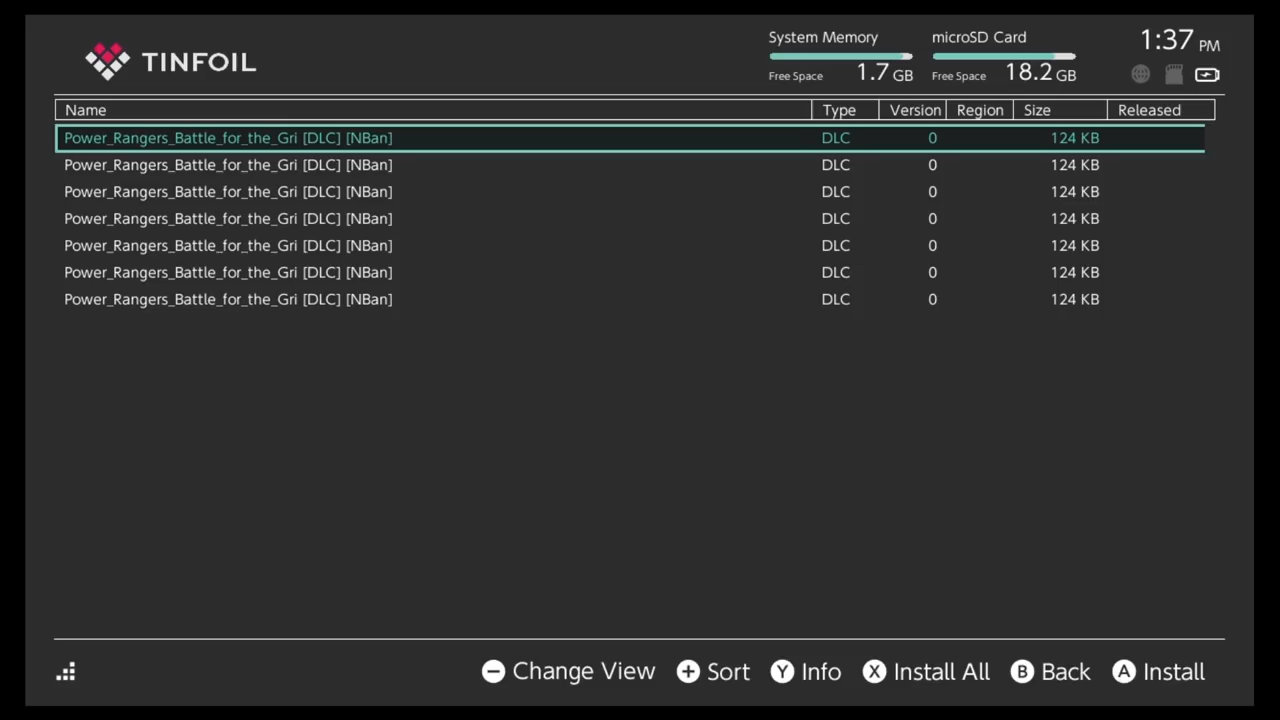 TINFOIL
System Memory
Free Space 1.7 GB
microSD Card
Free Space 18.2 GB
1:37 PM
Name Type Version Region Size Released
Power_Rangers_Battle_for_the_Gri [DLC] [NBan] DLC 0 124 KB
Power_Rangers_Battle_for_the_Gri [DLC] [NBan] DLC 0 124 KB
Power_Rangers_Battle_for_the_Gri [DLC] [NBan] DLC 0 124 KB
Power_Rangers_Battle_for_the_Gri [DLC] [NBan] DLC 0 124 KB
Power_Rangers_Battle_for_the_Gri [DLC] [NBan] DLC 0 124 KB
Power_Rangers_Battle_for_the_Gri [DLC] [NBan] DLC 0 124 KB
Power_Rangers_Battle_for_the_Gri [DLC] [NBan] DLC 0 124 KB
− Change View + Sort Y Info X Install All B Back A Install